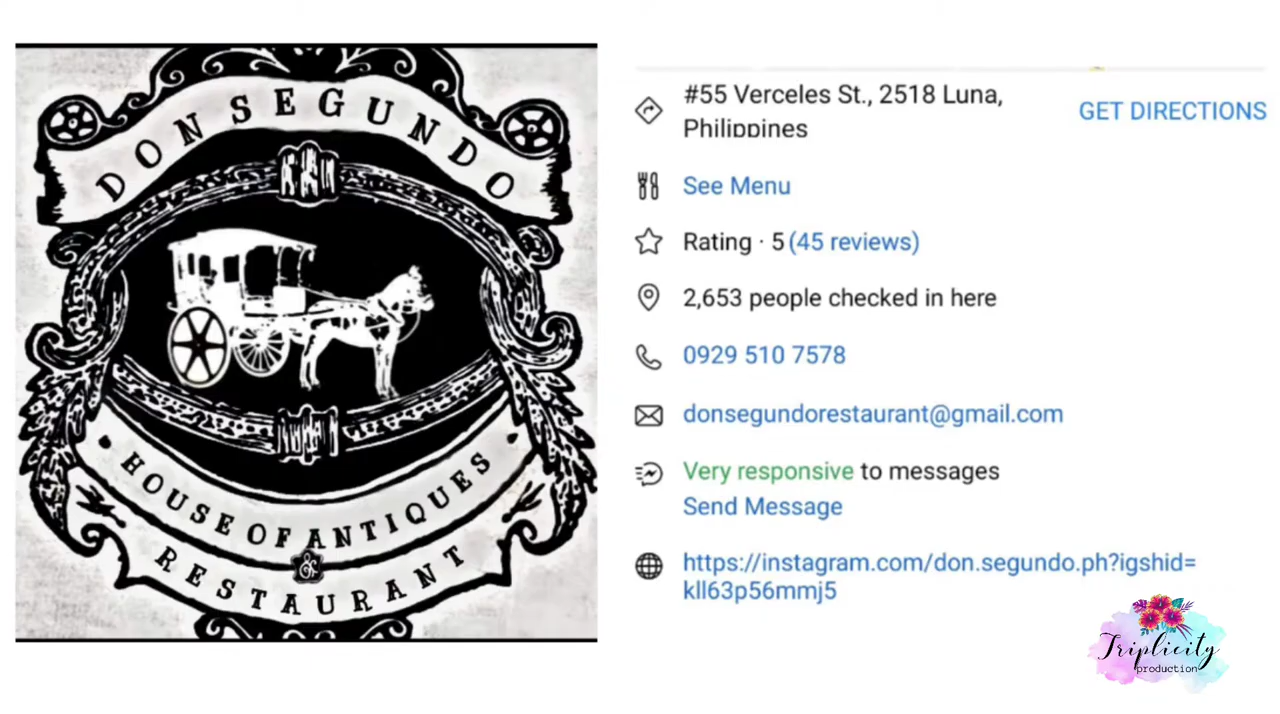 DON SEGUNDO
HOUSE OF ANTIQUES
&
RESTAURANT
#55 Verceles St., 2518 Luna,
Philippines
GET DIRECTIONS
See Menu
Rating · 5 (45 reviews)
2,653 people checked in here
0929 510 7578
donsegundorestaurant@gmail.com
Very responsive to messages
Send Message
https://instagram.com/don.segundo.ph?igshid=
kll63p56mmj5
Triplicity
production